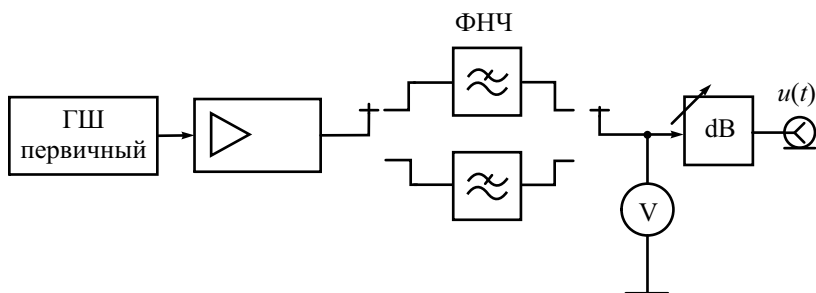 ФНЧ
ГШ
первичный
V
dB
u(t)